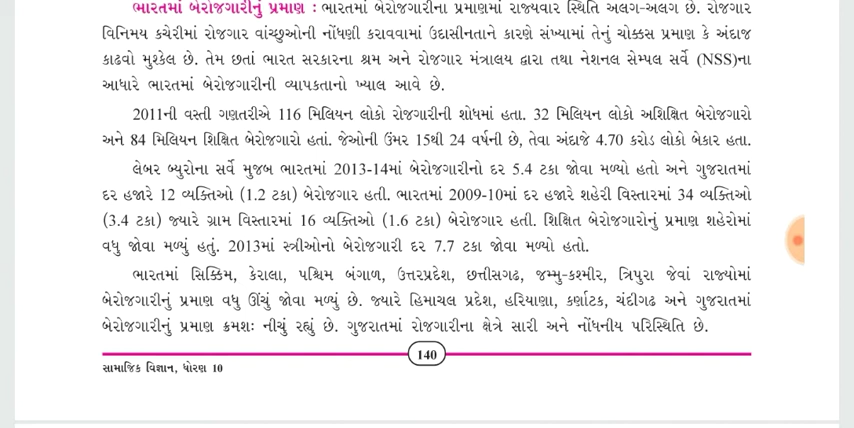 ભારતમાં બેરોજગારીનું પ્રમાણ : ભારતમાં બેરોજગારીના પ્રમાણમાં રાજ્યવાર સ્થિતિ અલગ-અલગ છે. રોજગાર
વિનિમય કચેરીમાં રોજગાર વાંચ્છુઓની નોંધણી કરાવવામાં ઉદાસીનતાને કારણે સંખ્યામાં તેનું ચોક્કસ પ્રમાણ કે અંદાજ
કાઢવો મુશ્કેલ છે. તેમ છતાં ભારત સરકારના શ્રમ અને રોજગાર મંત્રાલય દ્વારા તથા નેશનલ સેમ્પલ સર્વે (NSS)ના
આધારે ભારતમાં બેરોજગારીની વ્યાપકતાનો ખ્યાલ આવે છે.
2011ની વસ્તી ગણતરીએ 116 મિલિયન લોકો રોજગારીની શોધમાં હતા. 32 મિલિયન લોકો અશિક્ષિત બેરોજગારો
અને 84 મિલિયન શિક્ષિત બેરોજગારો હતાં. જેઓની ઉંમર 15થી 24 વર્ષની છે, તેવા અંદાજે 4.70 કરોડ લોકો બેકાર હતા.
લેબર બ્યુરોના સર્વે મુજબ ભારતમાં 2013-14માં બેરોજગારીનો દર 5.4 ટકા જોવા મળ્યો હતો અને ગુજરાતમાં
દર હજારે 12 વ્યક્તિઓ (1.2 ટકા) બેરોજગાર હતી. ભારતમાં 2009-10માં દર હજારે શહેરી વિસ્તારમાં 34 વ્યક્તિઓ
(3.4 ટકા) જ્યારે ગ્રામ વિસ્તારમાં 16 વ્યક્તિઓ (1.6 ટકા) બેરોજગાર હતી. શિક્ષિત બેરોજગારોનું પ્રમાણ શહેરોમાં
વધુ જોવા મળ્યું હતું. 2013માં સ્ત્રીઓનો બેરોજગારી દર 7.7 ટકા જોવા મળ્યો હતો.
ભારતમાં સિક્કિમ, કેરાલા, પશ્ચિમ બંગાળ, ઉત્તરપ્રદેશ, છત્તીસગઢ, જમ્મુ-કશ્મીર, ત્રિપુરા જેવાં રાજ્યોમાં
બેરોજગારીનું પ્રમાણ વધુ ઊંચું જોવા મળ્યું છે. જ્યારે હિમાચલ પ્રદેશ, હરિયાણા, કર્ણાટક, ચંદીગઢ અને ગુજરાતમાં
બેરોજગારીનું પ્રમાણ ક્રમશઃ નીચું રહ્યું છે. ગુજરાતમાં રોજગારીના ક્ષેત્રે સારી અને નોંધનીય પરિસ્થિતિ છે.
140
સામાજિક વિજ્ઞાન, ધોરણ 10